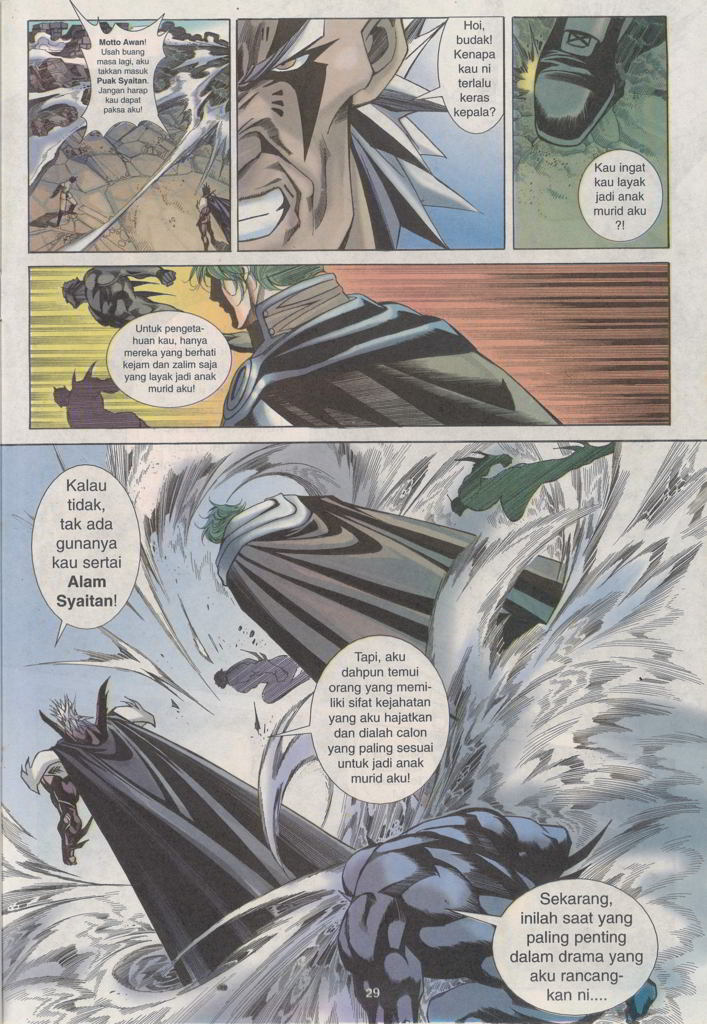 Motto Awan!
Usah buang
masa lagi, aku
takkan masuk
Puak Syaitan.
Jangan harap
kau dapat
paksa aku!
Hoi,
budak!
Kenapa
kau ni
terlalu
keras
kepala?
Kau ingat
kau layak
jadi anak
murid aku
?!
Untuk pengeta-
huan kau, hanya
mereka yang berhati
kejam dan zalim saja
yang layak jadi anak
murid aku!
Kalau
tidak,
tak ada
gunanya
kau sertai
Alam
Syaitan!
Tapi, aku
dahpun temui
orang yang memi-
liki sifat kejahatan
yang aku hajatkan
dan dialah calon
yang paling sesuai
untuk jadi anak
murid aku!
Sekarang,
inilah saat yang
paling penting
dalam drama yang
aku rancang-
kan ni....
29